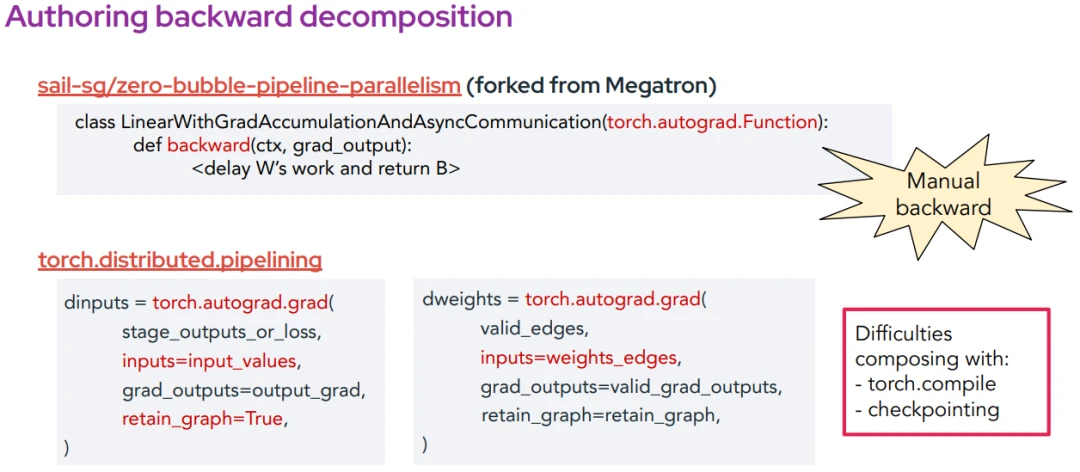 Authoring backward decomposition
sail-sg/zero-bubble-pipeline-parallelism (forked from Megatron)
class LinearWithGradAccumulationAndAsyncCommunication(torch.autograd.Function):
def backward(ctx, grad_output):
<delay W's work and return B>
Manual
backward
torch.distributed.pipelining
dinputs = torch.autograd.grad(
stage_outputs_or_loss,
inputs=input_values,
grad_outputs=output_grad,
retain_graph=True,
)
dweights = torch.autograd.grad(
valid_edges,
inputs=weights_edges,
grad_outputs=valid_grad_outputs,
retain_graph=retain_graph,
)
Difficulties
composing with:
- torch.compile
- checkpointing